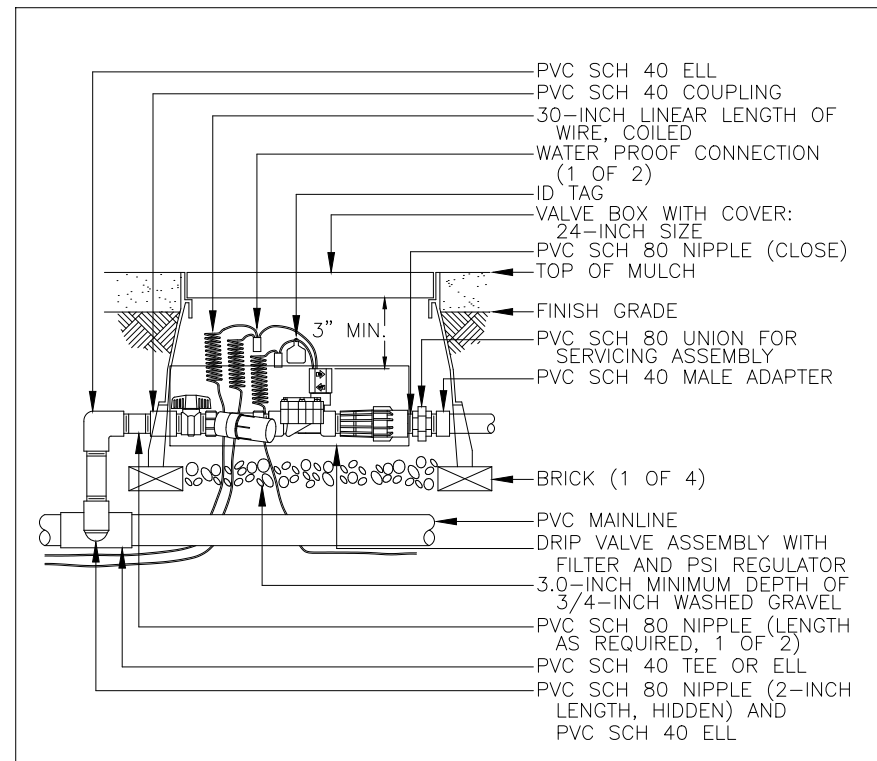 PVC SCH 40 ELL
PVC SCH 40 COUPLING
30-INCH LINEAR LENGTH OF
WIRE, COILED
WATER PROOF CONNECTION
(1 OF 2)
ID TAG
VALVE BOX WITH COVER:
24-INCH SIZE
PVC SCH 80 NIPPLE (CLOSE)
TOP OF MULCH
FINISH GRADE
3" MIN.
PVC SCH 80 UNION FOR
SERVICING ASSEMBLY
PVC SCH 40 MALE ADAPTER
BRICK (1 OF 4)
PVC MAINLINE
DRIP VALVE ASSEMBLY WITH
FILTER AND PSI REGULATOR
3.0-INCH MINIMUM DEPTH OF
3/4-INCH WASHED GRAVEL
PVC SCH 80 NIPPLE (LENGTH
AS REQUIRED, 1 OF 2)
PVC SCH 40 TEE OR ELL
PVC SCH 80 NIPPLE (2-INCH
LENGTH, HIDDEN) AND
PVC SCH 40 ELL